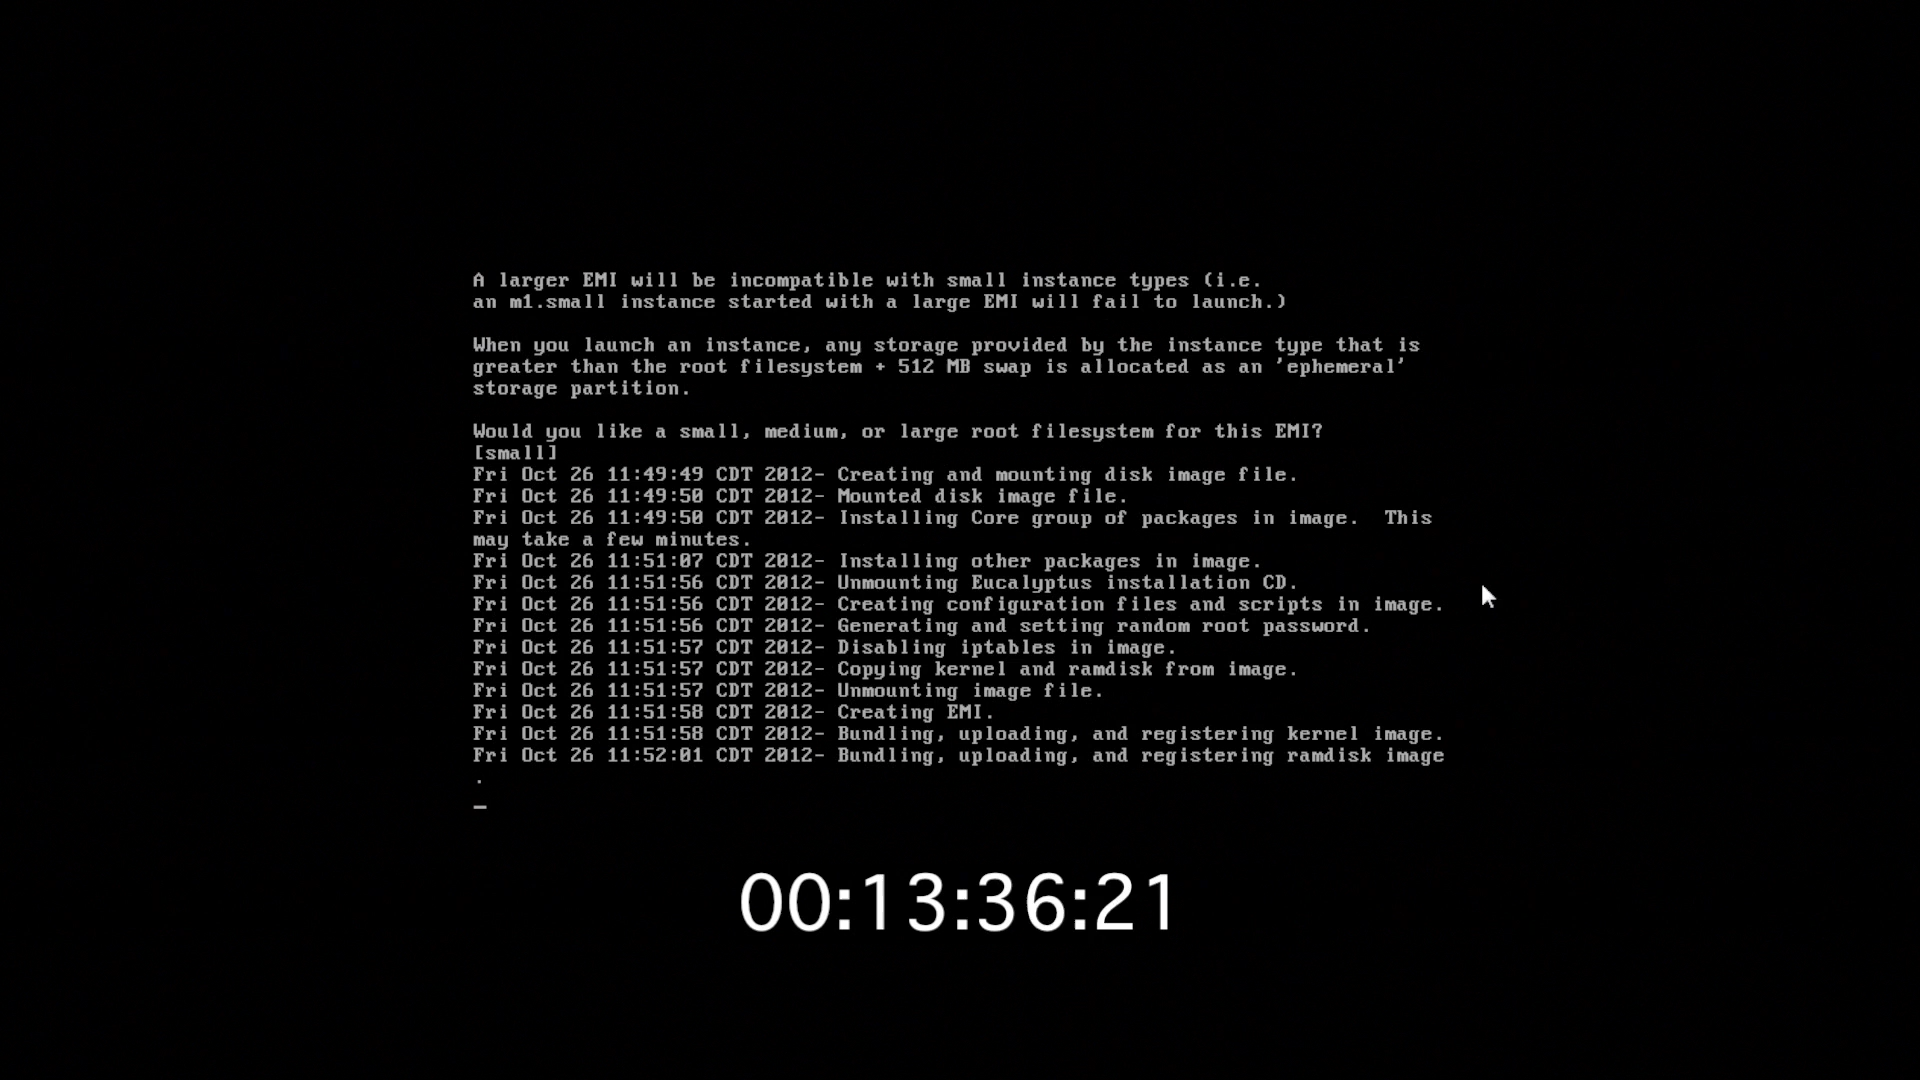 A larger EMI will be incompatible with small instance types (i.e.
an m1.small instance started with a large EMI will fail to launch.)
When you launch an instance, any storage provided by the instance type that is
greater than the root filesystem + 512 MB swap is allocated as an 'ephemeral'
storage partition.
Would you like a small, medium, or large root filesystem for this EMI?
[small]
Fri Oct 26 11:49:49 CDT 2012- Creating and mounting disk image file.
Fri Oct 26 11:49:50 CDT 2012- Mounted disk image file.
Fri Oct 26 11:49:50 CDT 2012- Installing Core group of packages in image.  This
may take a few minutes.
Fri Oct 26 11:51:07 CDT 2012- Installing other packages in image.
Fri Oct 26 11:51:56 CDT 2012- Unmounting Eucalyptus installation CD.
Fri Oct 26 11:51:56 CDT 2012- Creating configuration files and scripts in image.
Fri Oct 26 11:51:56 CDT 2012- Generating and setting random root password.
Fri Oct 26 11:51:57 CDT 2012- Disabling iptables in image.
Fri Oct 26 11:51:57 CDT 2012- Copying kernel and ramdisk from image.
Fri Oct 26 11:51:57 CDT 2012- Unmounting image file.
Fri Oct 26 11:51:58 CDT 2012- Creating EMI.
Fri Oct 26 11:51:58 CDT 2012- Bundling, uploading, and registering kernel image.
Fri Oct 26 11:52:01 CDT 2012- Bundling, uploading, and registering ramdisk image
.
_
00:13:36:21